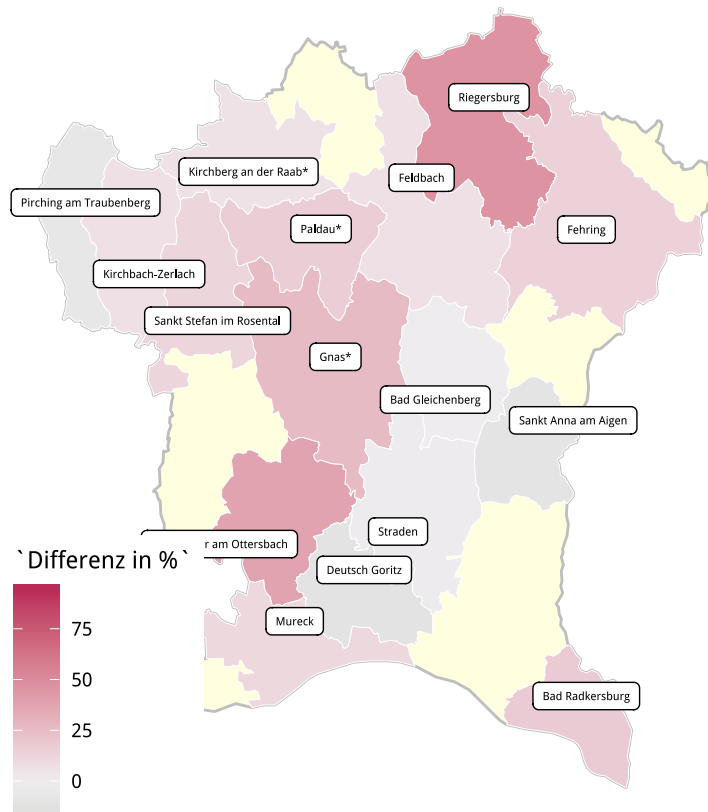 Riegersburg
Kirchberg an der Raab*
Feldbach
Pirching am Traubenberg
Paldau*
Fehring
Kirchbach-Zerlach
Sankt Stefan im Rosental
Gnas*
Bad Gleichenberg
Sankt Anna am Aigen
Straden
am Ottersbach
`Differenz in %`
Deutsch Goritz
Mureck
75
50
Bad Radkersburg
25
0